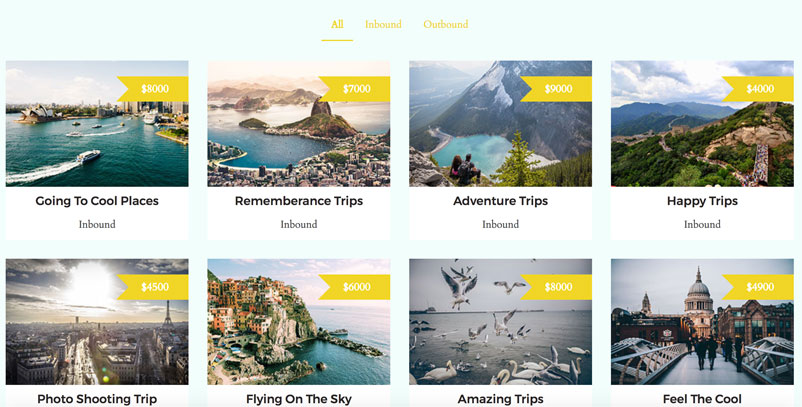 All Inbound Outbound
$8000 $7000 $9000 $4000
Going To Cool Places Rememberance Trips Adventure Trips Happy Trips
Inbound Inbound Inbound Inbound
$4500 $6000 $8000 $4900
Photo Shooting Trip Flying On The Sky Amazing Trips Feel The Cool